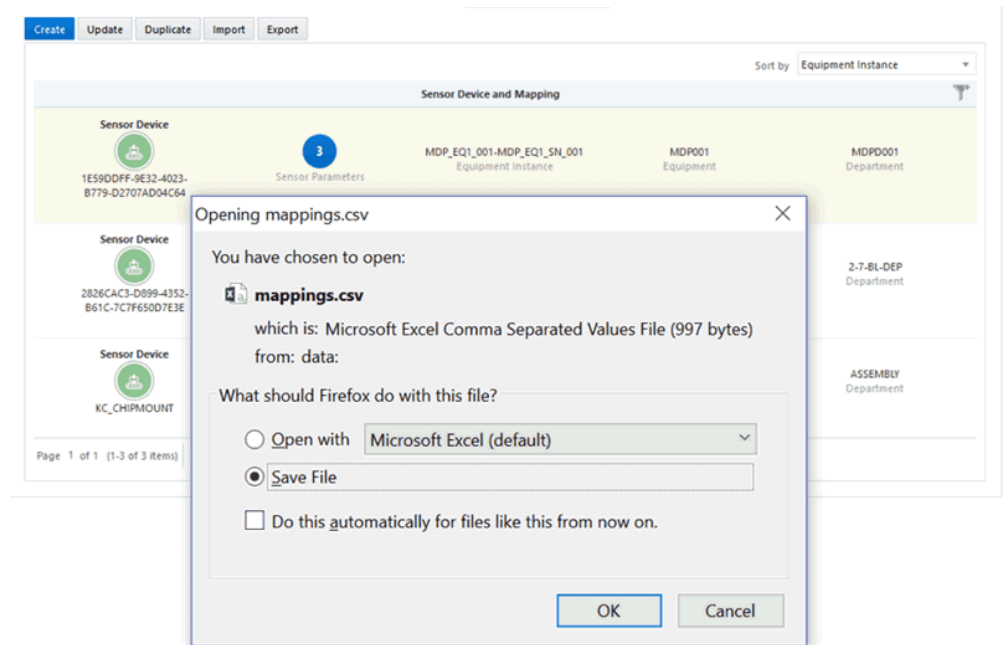 Create Update Duplicate Import Export
Sort by Equipment Instance
Sensor Device and Mapping
Sensor Device
3
1E59DDFF-9E32-4023-
B779-D2707AD04C64
Sensor Parameters
MDP_EQ1_001-MDP_EQ1_SN_001
Equipment Instance
MDP001
Equipment
MDPD001
Department
Sensor Device
2826CAC3-D899-4352-
B61C-7C7F650D7E3E
2-7-BL-DEP
Department
Sensor Device
KC_CHIPMOUNT
ASSEMBLY
Department
Page 1 of 1 (1-3 of 3 items)
Opening mappings.csv
You have chosen to open:
mappings.csv
which is: Microsoft Excel Comma Separated Values File (997 bytes)
from: data:
What should Firefox do with this file?
Open with Microsoft Excel (default)
Save File
Do this automatically for files like this from now on.
OK Cancel